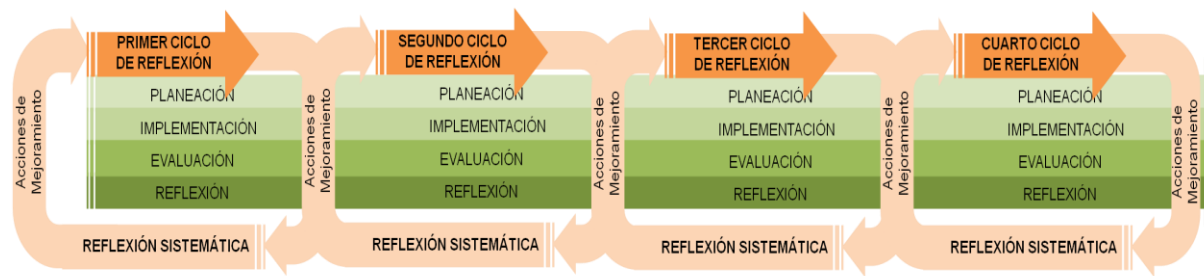 PRIMER CICLO
DE REFLEXIÓN
PLANEACIÓN
IMPLEMENTACIÓN
EVALUACIÓN
REFLEXIÓN
REFLEXIÓN SISTEMÁTICA
Acciones de
Mejoramiento
SEGUNDO CICLO
DE REFLEXIÓN
PLANEACIÓN
IMPLEMENTACIÓN
EVALUACIÓN
REFLEXIÓN
REFLEXIÓN SISTEMÁTICA
Acciones de
Mejoramiento
TERCER CICLO
DE REFLEXIÓN
PLANEACIÓN
IMPLEMENTACIÓN
EVALUACIÓN
REFLEXIÓN
REFLEXIÓN SISTEMÁTICA
Acciones de
Mejoramiento
CUARTO CICLO
DE REFLEXIÓN
PLANEACIÓN
IMPLEMENTACIÓN
EVALUACIÓN
REFLEXIÓN
REFLEXIÓN SISTEMÁTICA
Acciones de
Mejoramiento
Acciones de
Mejoramiento